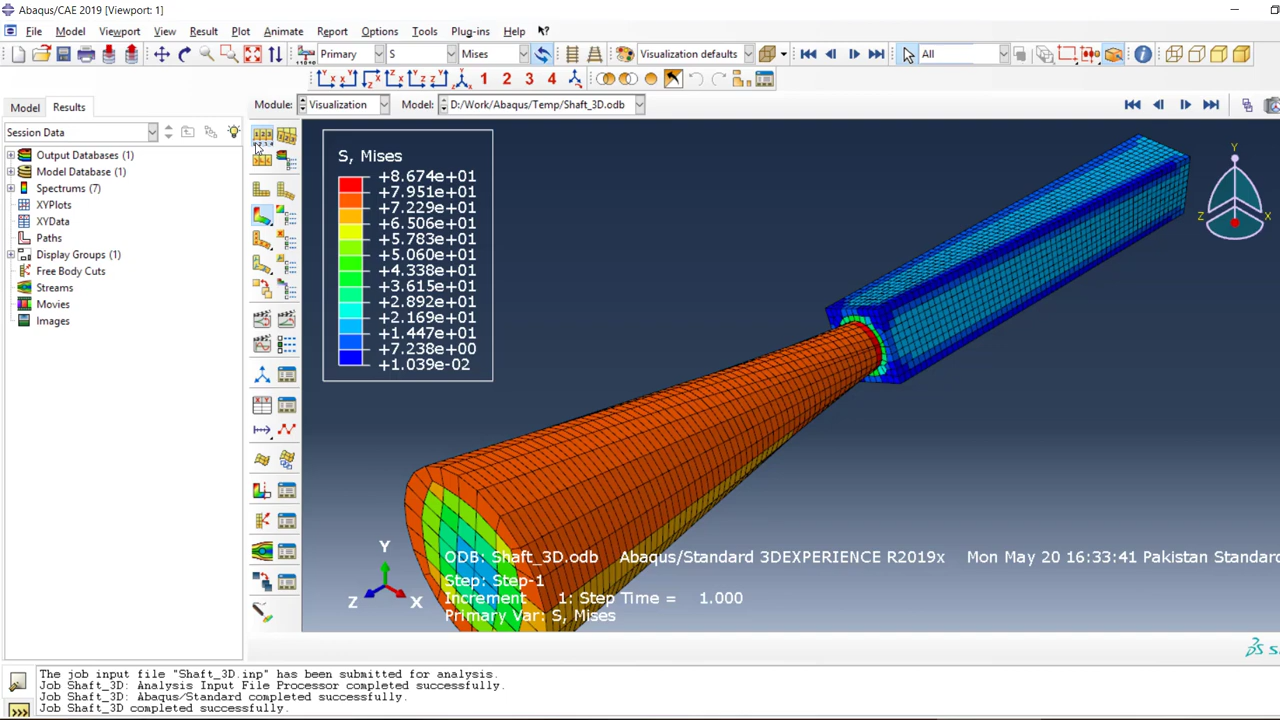 Abaqus/CAE 2019 [Viewport: 1]
File Model Viewport View Result Plot Animate Report Options Tools Plug-ins Help
Primary S Mises Visualization defaults All
1 2 3 4
Model Results Module: Visualization Model: D:/Work/Abaqus/Temp/Shaft_3D.odb
Session Data
Output Databases (1)
Model Database (1)
Spectrums (7)
XYPlots
XYData
Paths
Display Groups (1)
Free Body Cuts
Streams
Movies
Images
S, Mises
+8.674e+01
+7.951e+01
+7.229e+01
+6.506e+01
+5.783e+01
+5.060e+01
+4.338e+01
+3.615e+01
+2.892e+01
+2.169e+01
+1.447e+01
+7.238e+00
+1.039e-02
Y
Z X
Y
Z X
ODB: Shaft_3D.odb Abaqus/Standard 3DEXPERIENCE R2019x Mon May 20 16:33:41 Pakistan Standard
Step: Step-1
Increment 1: Step Time = 1.000
Primary Var: S, Mises
The job input file "Shaft_3D.inp" has been submitted for analysis.
Job Shaft_3D: Analysis Input File Processor completed successfully.
Job Shaft_3D: Abaqus/Standard completed successfully.
Job Shaft_3D completed successfully.